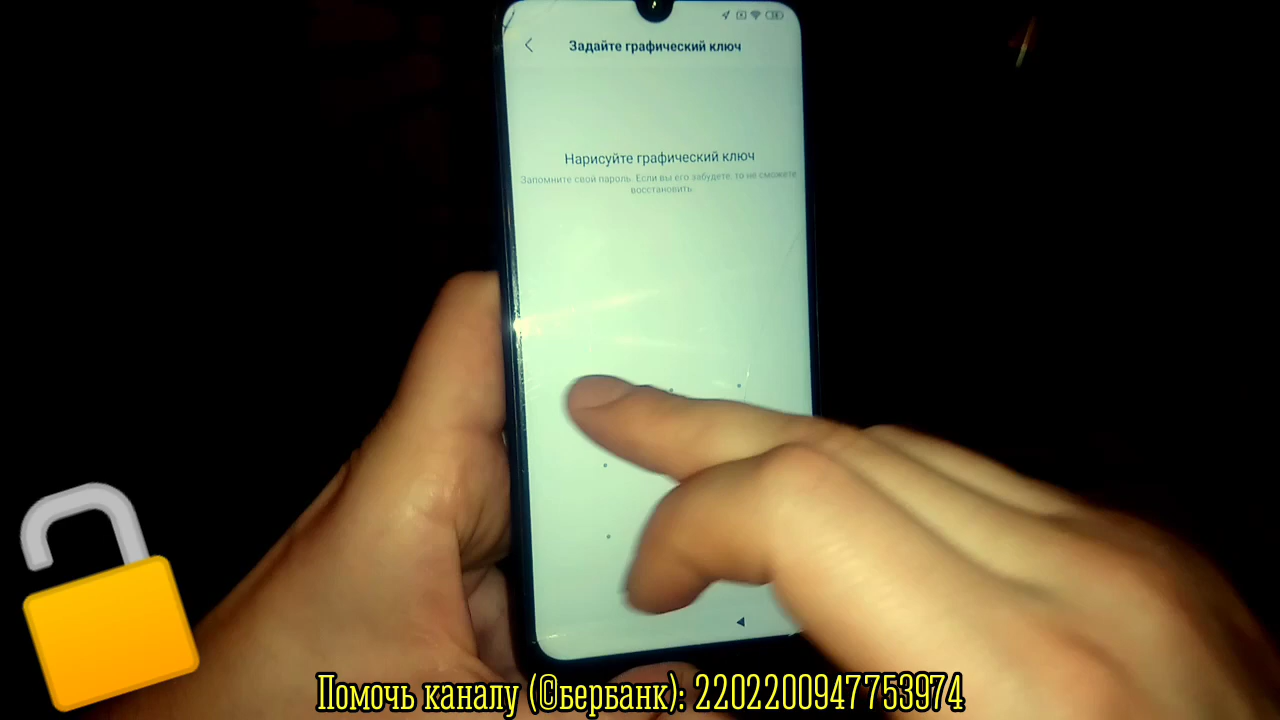 Задайте графический ключ
Нарисуйте графический ключ
Запомните свой пароль. Если вы его забудете, то не сможете
восстановить.
Помочь каналу (©бербанк): 2202200947753974